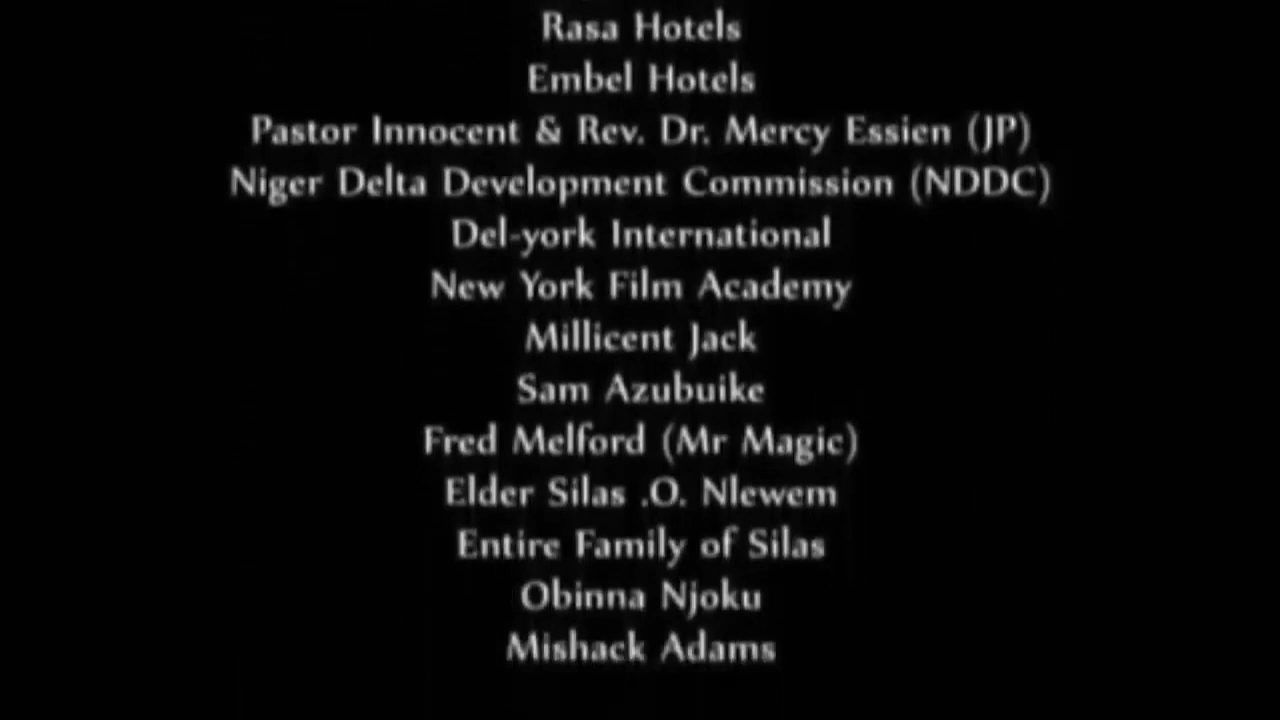 Rasa Hotels
Embel Hotels
Pastor Innocent & Rev. Dr. Mercy Essien (JP)
Niger Delta Development Commission (NDDC)
Del-york International
New York Film Academy
Millicent Jack
Sam Azubuike
Fred Melford (Mr Magic)
Elder Silas .O. Nlewem
Entire Family of Silas
Obinna Njoku
Mishack Adams